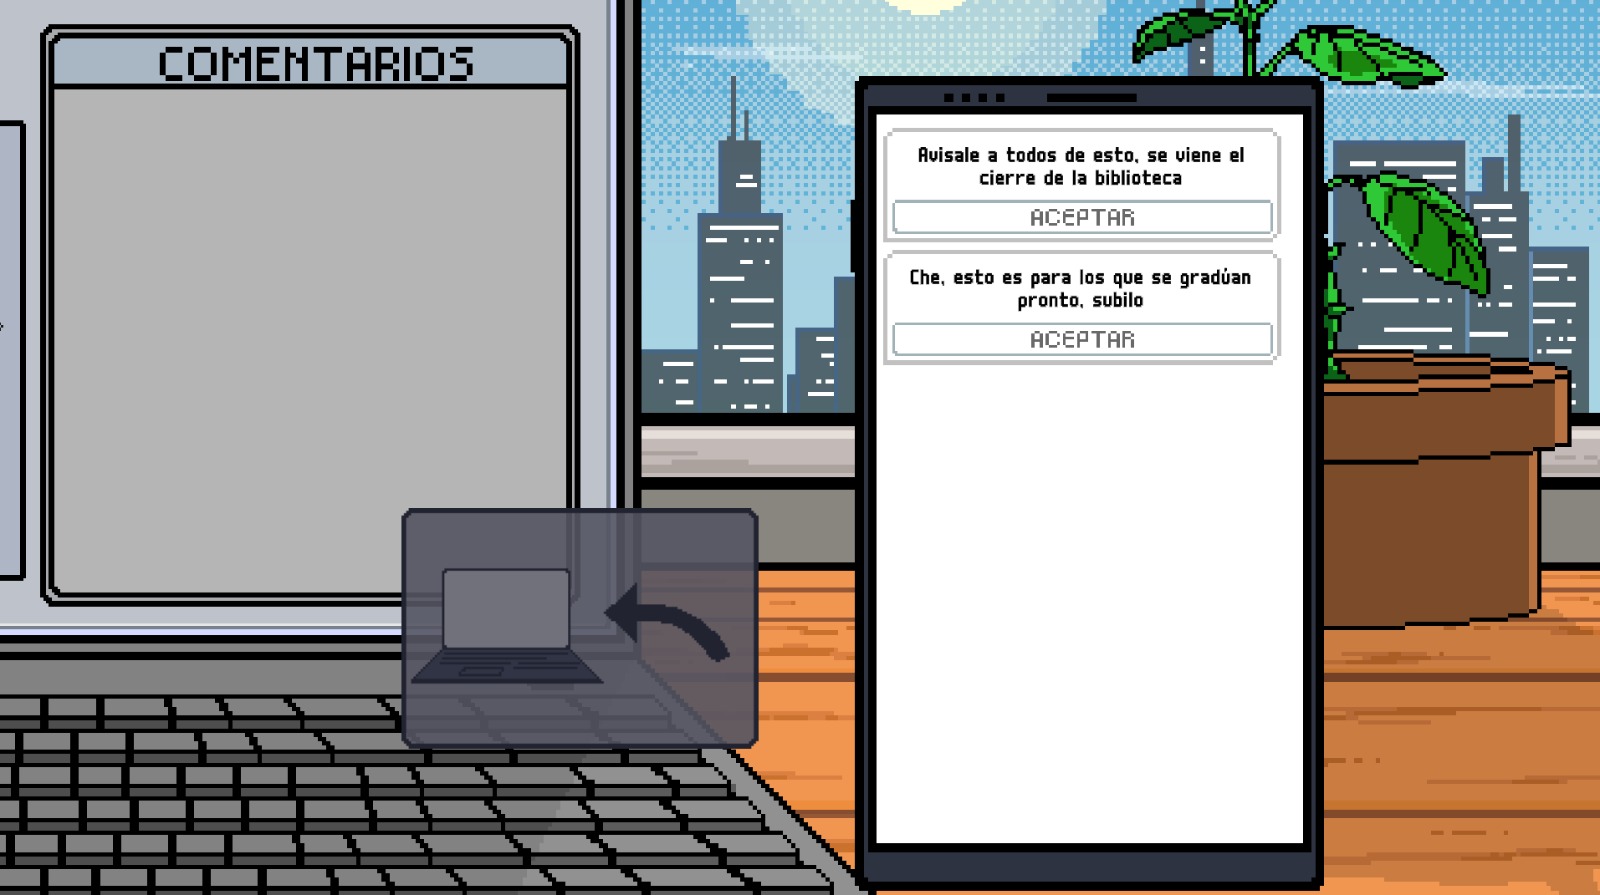 COMENTARIOS
Avisale a todos de esto, se viene el
cierre de la biblioteca
ACEPTAR
Che, esto es para los que se gradúan
pronto, subilo
ACEPTAR